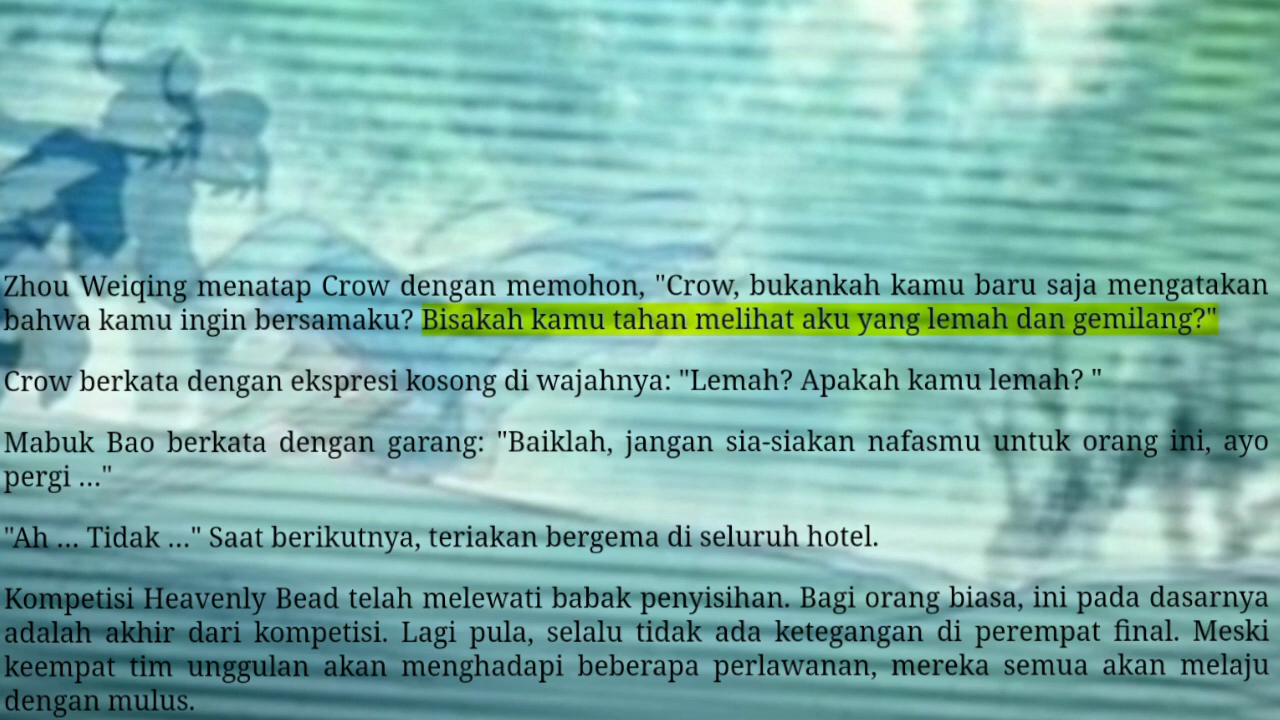 Zhou Weiqing menatap Crow dengan memohon, "Crow, bukankah kamu baru saja mengatakan
bahwa kamu ingin bersamaku? Bisakah kamu tahan melihat aku yang lemah dan gemilang?"
Crow berkata dengan ekspresi kosong di wajahnya: "Lemah? Apakah kamu lemah? "
Mabuk Bao berkata dengan garang: "Baiklah, jangan sia-siakan nafasmu untuk orang ini, ayo
pergi ..."
"Ah ... Tidak ..." Saat berikutnya, teriakan bergema di seluruh hotel.
Kompetisi Heavenly Bead telah melewati babak penyisihan. Bagi orang biasa, ini pada dasarnya
adalah akhir dari kompetisi. Lagi pula, selalu tidak ada ketegangan di perempat final. Meski
keempat tim unggulan akan menghadapi beberapa perlawanan, mereka semua akan melaju
dengan mulus.